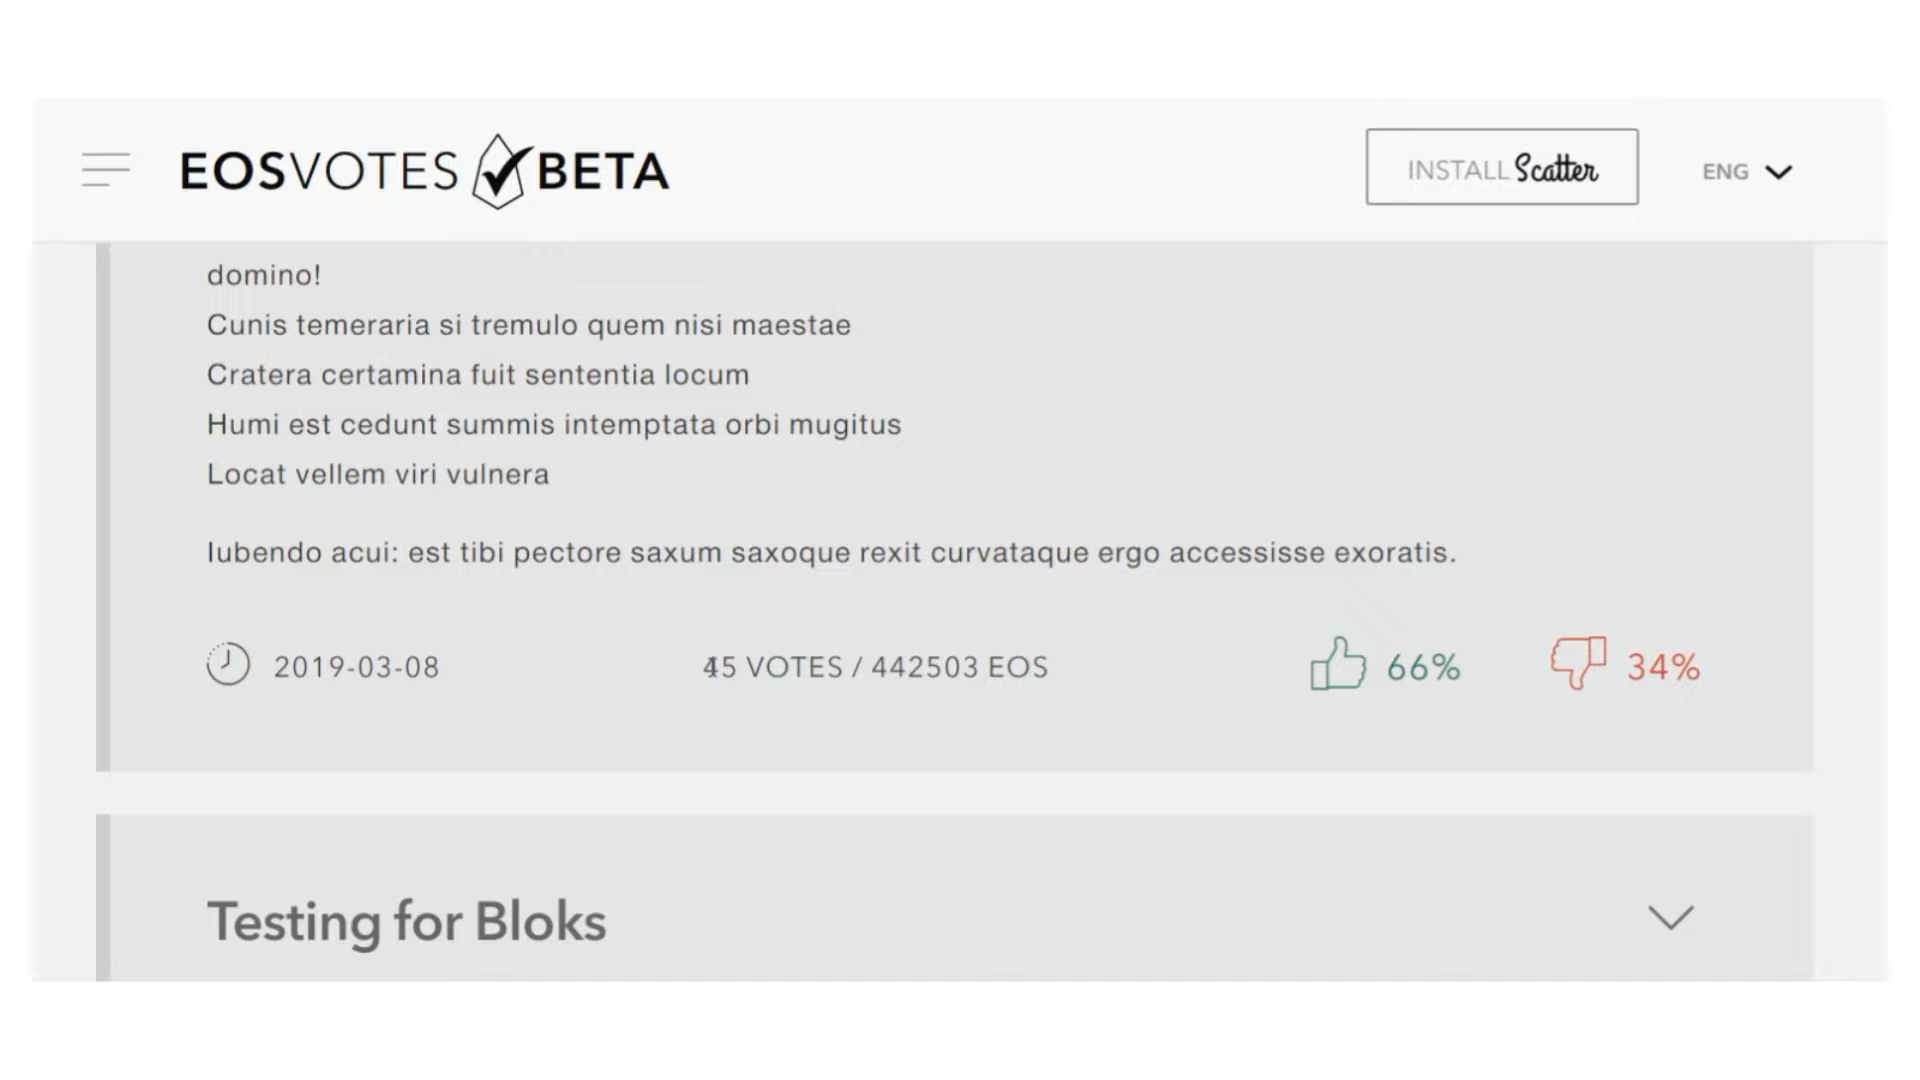 EOSVOTES BETA
INSTALL Scatter
ENG
domino!
Cunis temeraria si tremulo quem nisi maestae
Cratera certamina fuit sententia locum
Humi est cedunt summis intemptata orbi mugitus
Locat vellem viri vulnera
Iubendo acui: est tibi pectore saxum saxoque rexit curvataque ergo accessisse exoratis.
2019-03-08
45 VOTES / 442503 EOS
66%
34%
Testing for Bloks